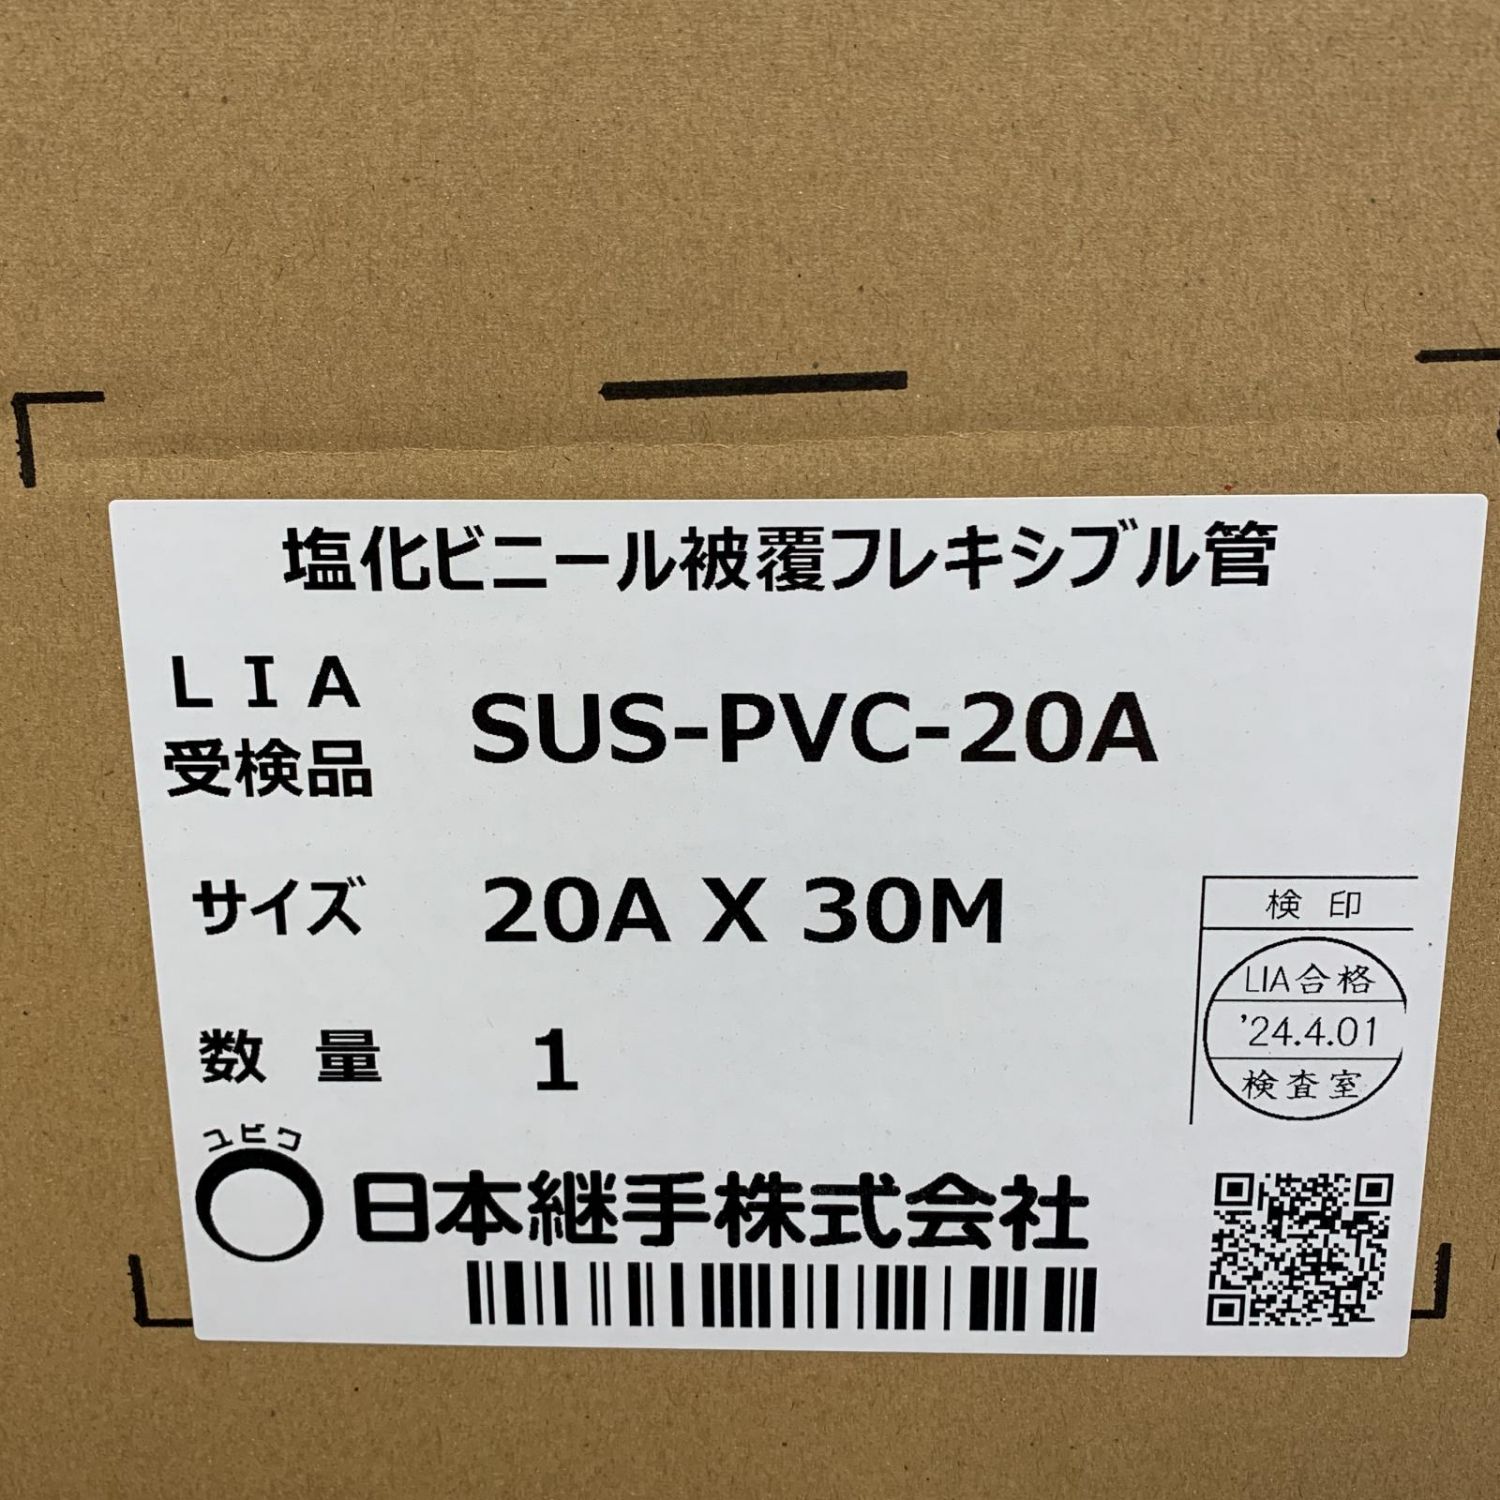 塩化ビニール被覆フレキシブル管
ＬＩＡ
受検品
SUS-PVC-20A
サイズ 20A X 30M
数 量 1
検 印
LIA合格
'24.4.01
検査室
ユビコ
日本継手株式会社